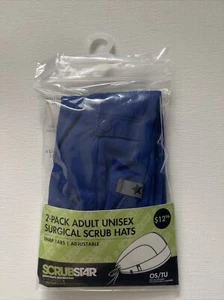 2-PACK ADULT UNISEX
SURGICAL SCRUB HATS
SNAP TABS | ADJUSTABLE
$12
SCRUBSTAR
OS/TU